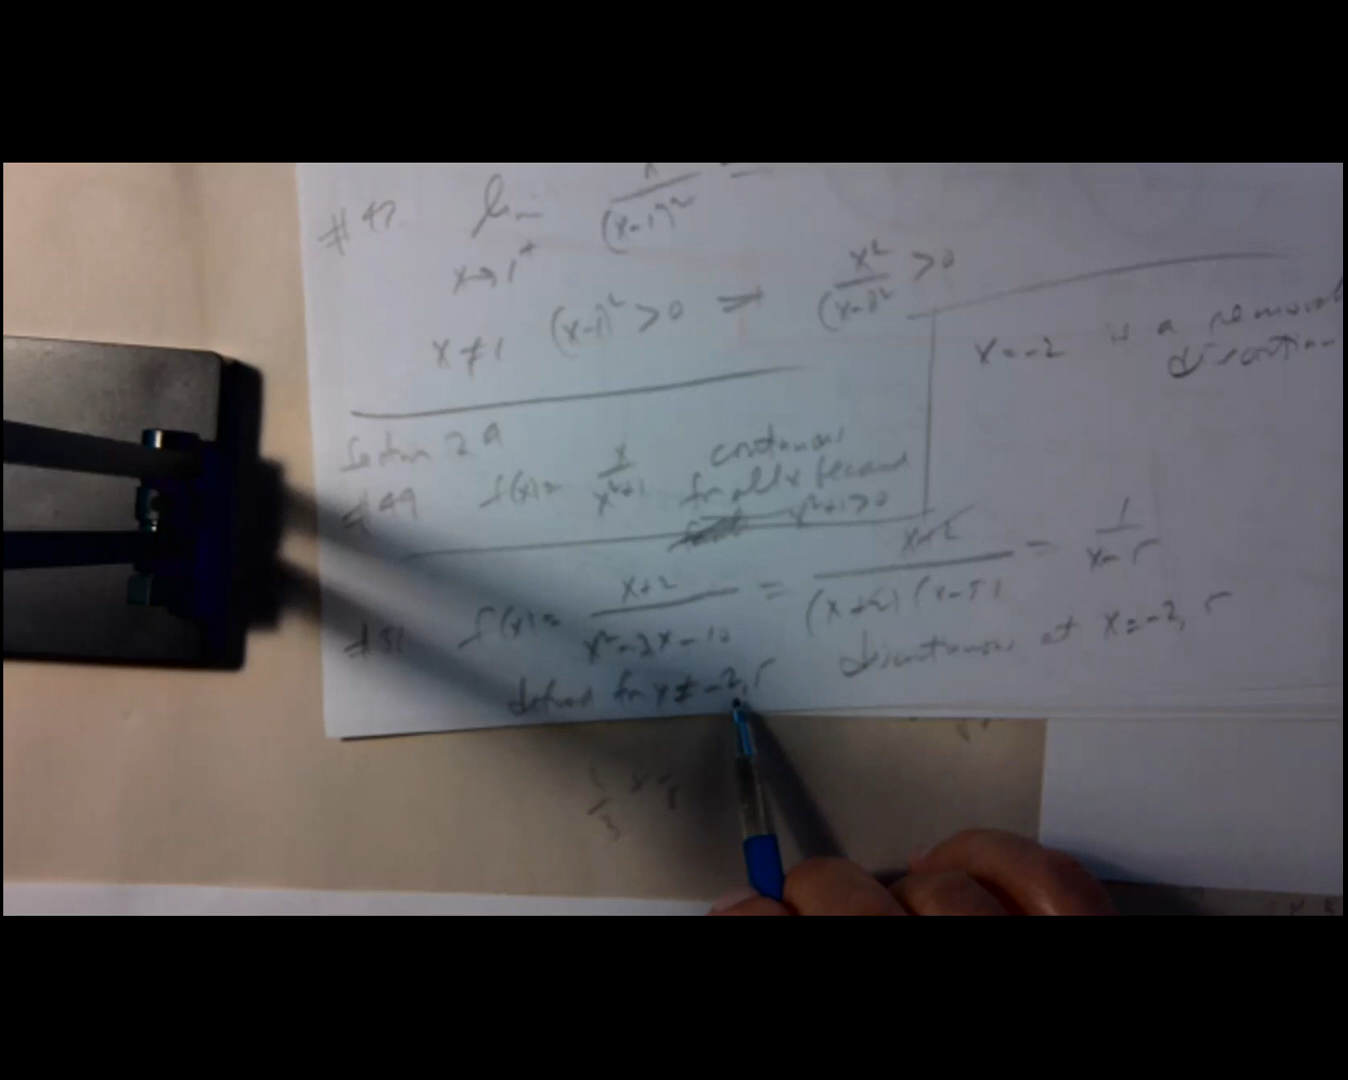 #47 lim x→1⁺ x/(x-1)² =
x ≠ 1 (x-1)² > 0 ⇒ x²/(x-1)² > 0
x = -2 is a
Section 2
#49 f(x) = x/(x²+1) continuous
for all x because
x²+1>0
#51 f(x) = (x+2)/(x²-3x-10) = (x+2)/((x+2)(x-5)) = 1/(x-5)
defined for x ≠ -2, 5 discontinuous at x = -2, 5